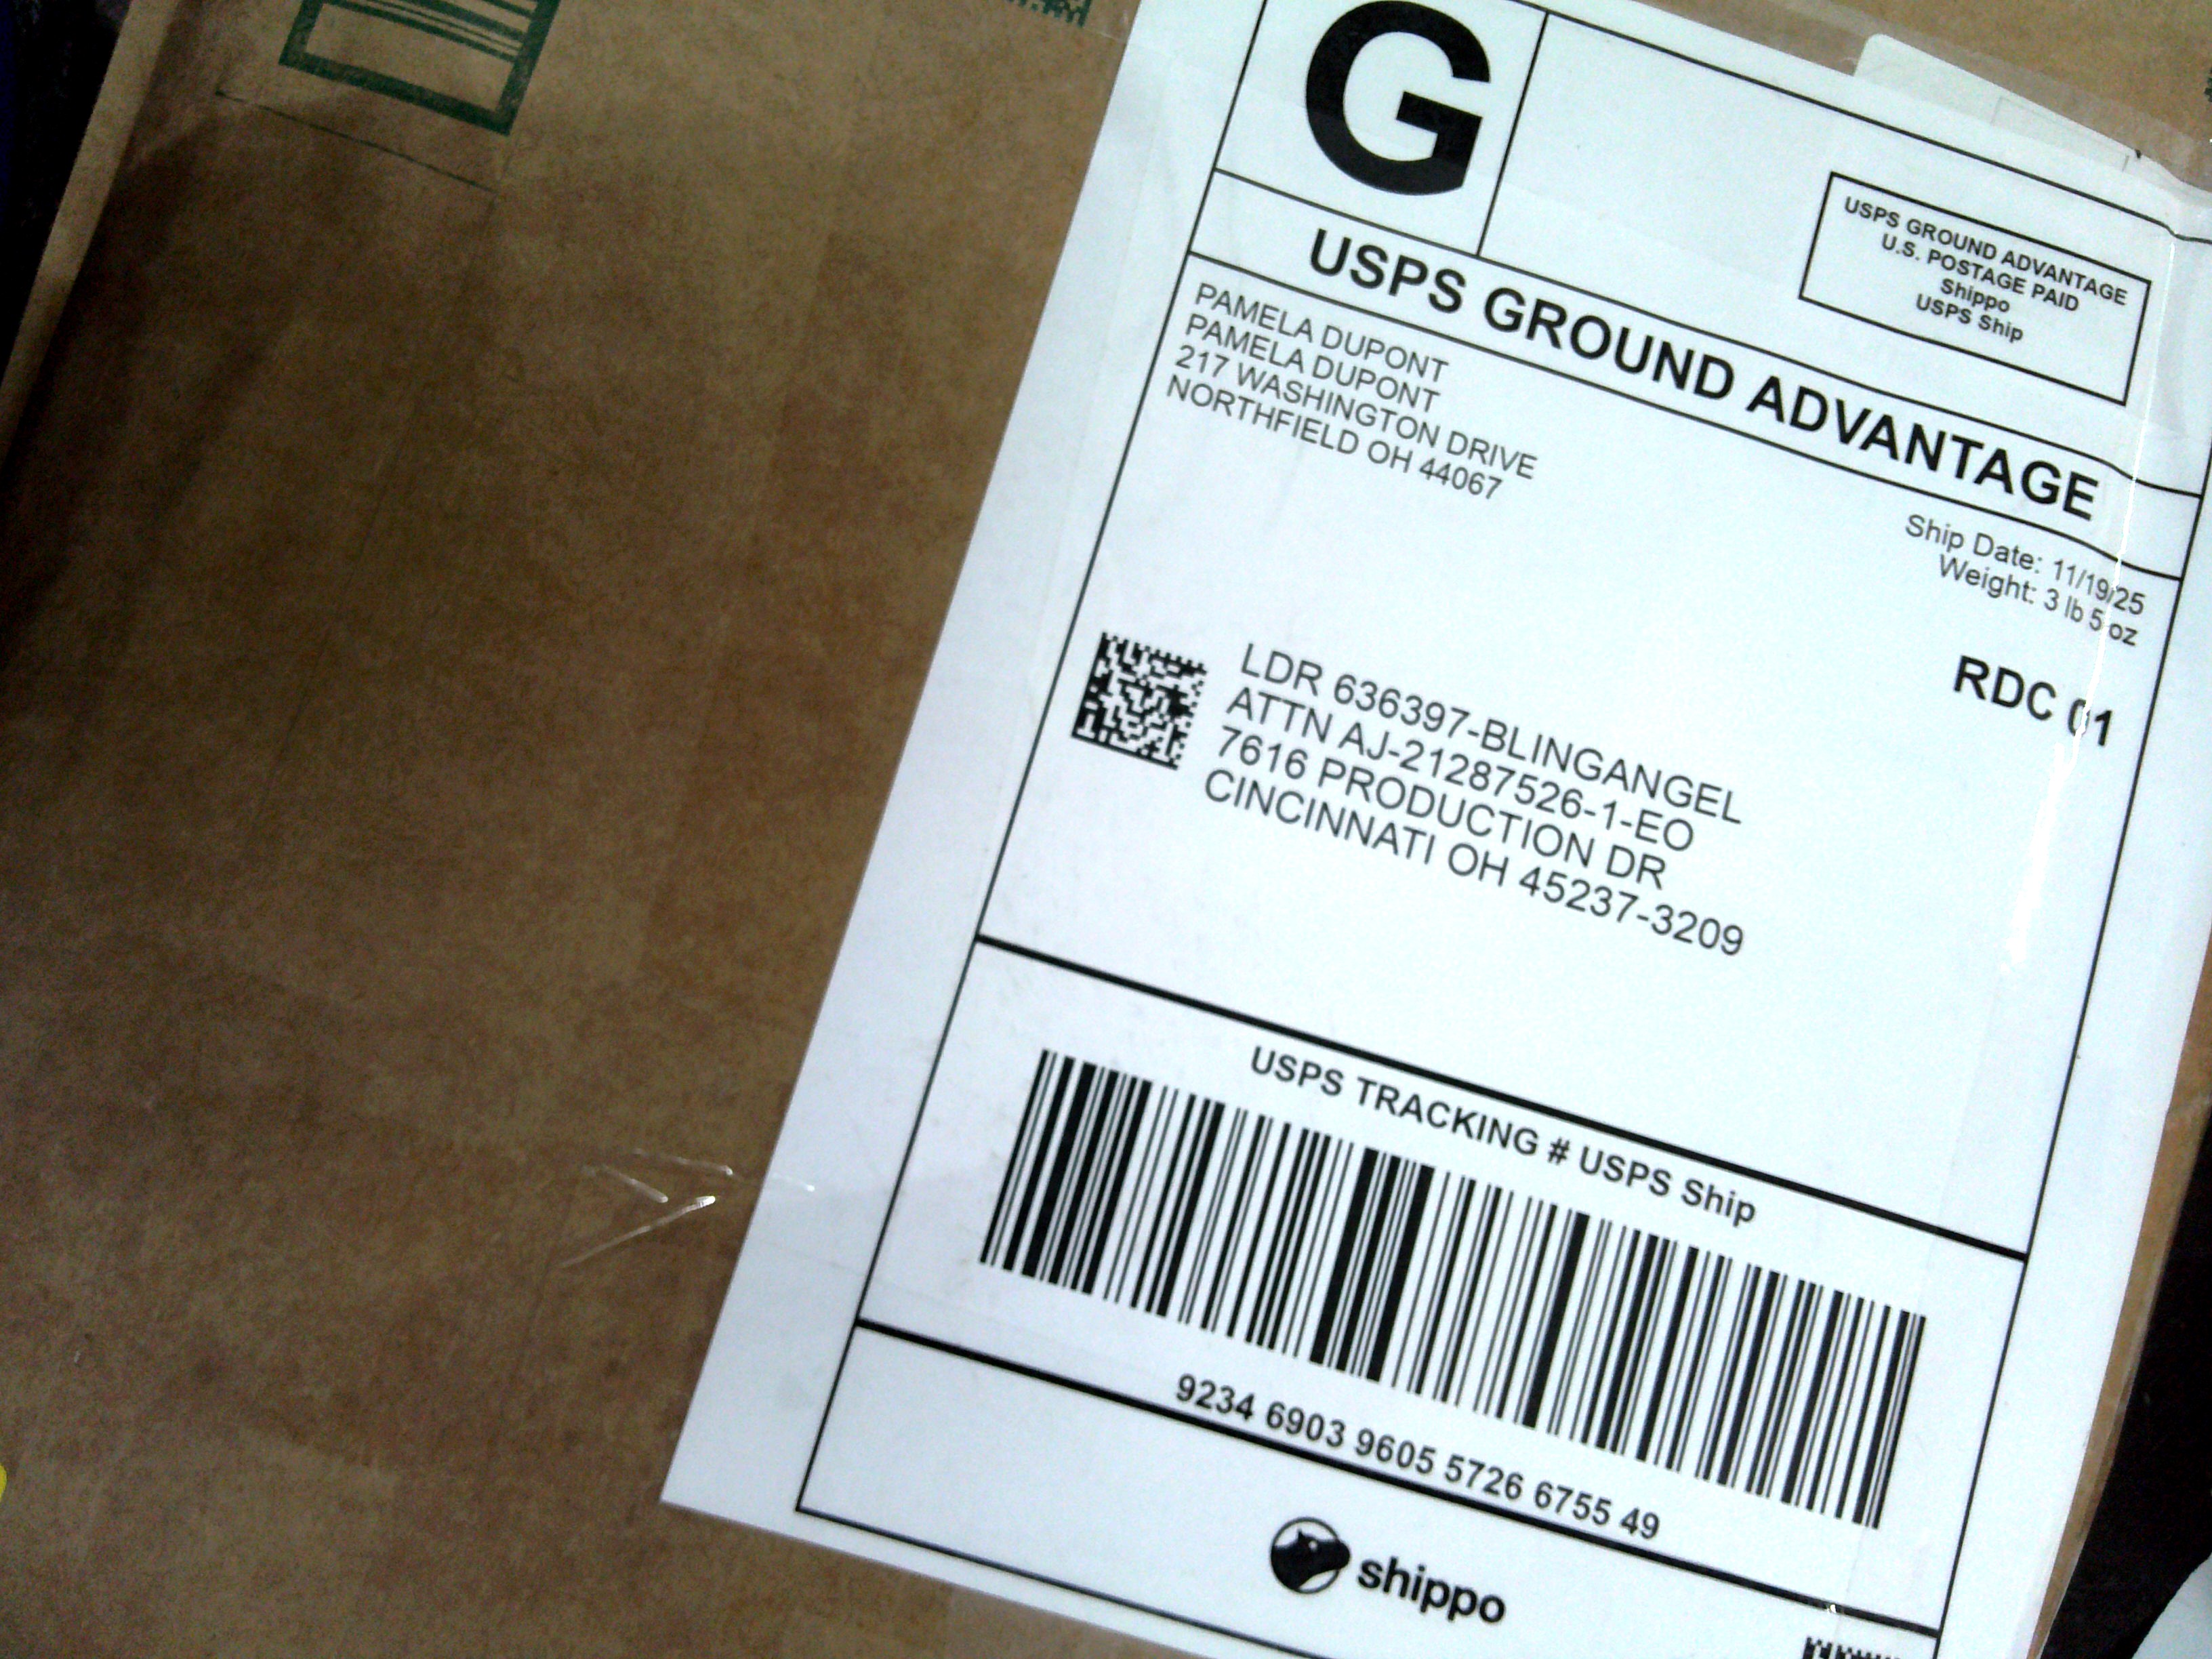 G
USPS GROUND ADVANTAGE
U.S. POSTAGE PAID
Shippo
USPS Ship
USPS GROUND ADVANTAGE
PAMELA DUPONT
PAMELA DUPONT
217 WASHINGTON DRIVE
NORTHFIELD OH 44067
Ship Date: 11/19/25
Weight: 3 lb 5 oz
RDC 01
LDR 636397-BLINGANGEL
ATTN AJ-21287526-1-EO
7616 PRODUCTION DR
CINCINNATI OH 45237-3209
USPS TRACKING # USPS Ship
9234 6903 9605 5726 6755 49
shippo